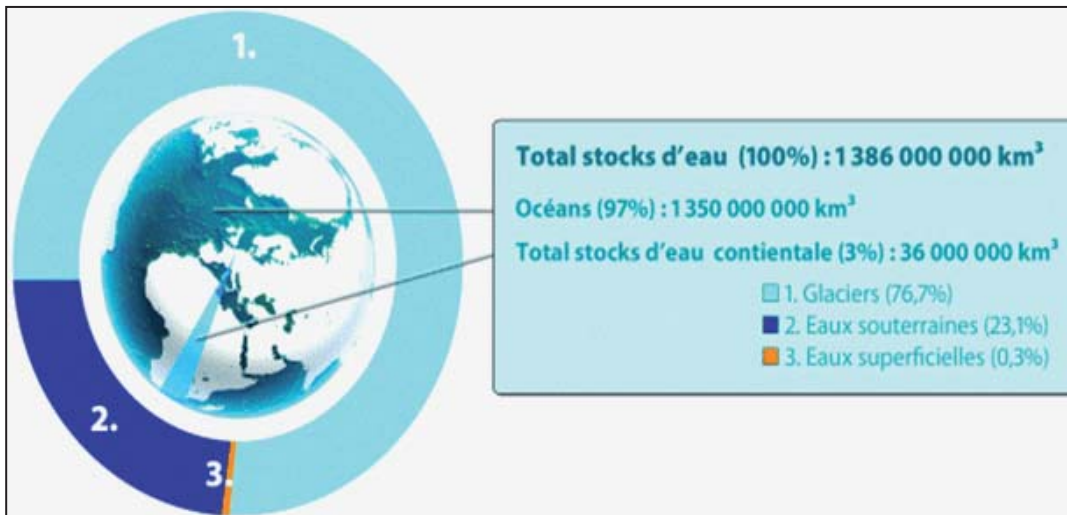 1.
2.
3.
Total stocks d'eau (100%) : 1 386 000 000 km³
Océans (97%) : 1 350 000 000 km³
Total stocks d'eau contientale (3%) : 36 000 000 km³
1. Glaciers (76,7%)
2. Eaux souterraines (23,1%)
3. Eaux superficielles (0,3%)